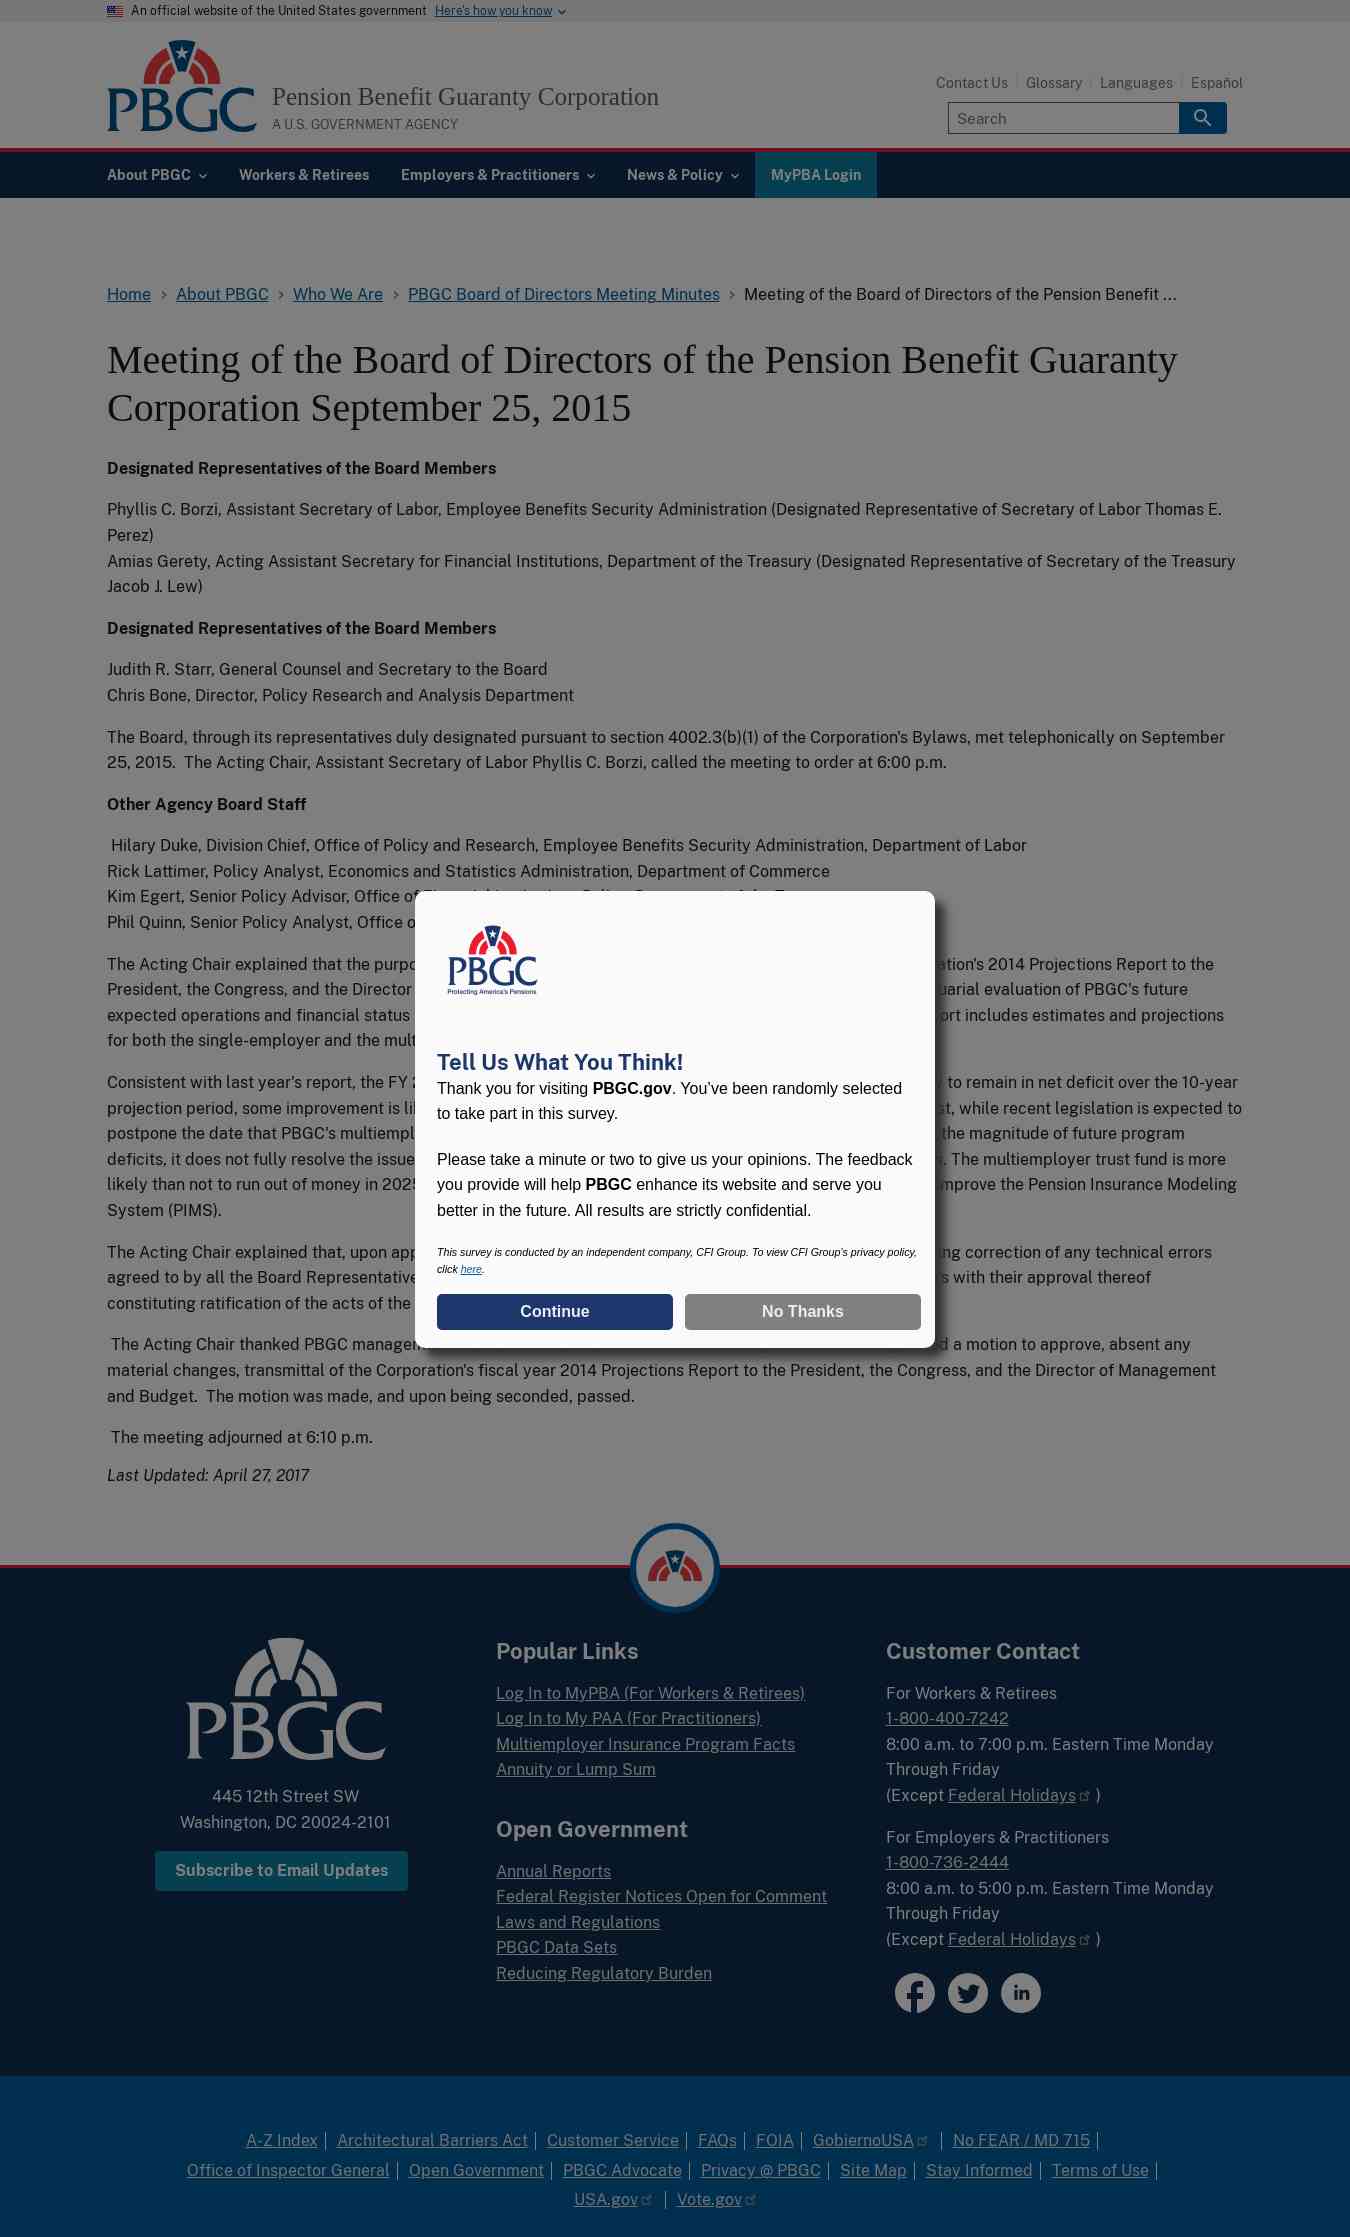 An official website of the United States government Here's how you know
PBGC
Pension Benefit Guaranty Corporation
A U.S. GOVERNMENT AGENCY
Contact Us Glossary Languages Español
Search
About PBGC Workers & Retirees Employers & Practitioners News & Policy MyPBA Login
Home About PBGC Who We Are PBGC Board of Directors Meeting Minutes Meeting of the Board of Directors of the Pension Benefit ...
Meeting of the Board of Directors of the Pension Benefit Guaranty
Corporation September 25, 2015
Designated Representatives of the Board Members
Phyllis C. Borzi, Assistant Secretary of Labor, Employee Benefits Security Administration (Designated Representative of Secretary of Labor Thomas E.
Perez)
Amias Gerety, Acting Assistant Secretary for Financial Institutions, Department of the Treasury (Designated Representative of Secretary of the Treasury
Jacob J. Lew)
Designated Representatives of the Board Members
Judith R. Starr, General Counsel and Secretary to the Board
Chris Bone, Director, Policy Research and Analysis Department
The Board, through its representatives duly designated pursuant to section 4002.3(b)(1) of the Corporation's Bylaws, met telephonically on September
25, 2015. The Acting Chair, Assistant Secretary of Labor Phyllis C. Borzi, called the meeting to order at 6:00 p.m.
Other Agency Board Staff
Hilary Duke, Division Chief, Office of Policy and Research, Employee Benefits Security Administration, Department of Labor
Rick Lattimer, Policy Analyst, Economics and Statistics Administration, Department of Commerce
Kim Egert, Senior Policy Advisor, Office of
Phil Quinn, Senior Policy Analyst, Office
The Acting Chair explained that the 2014 Projections Report to the
President, the Congress, and the Director evaluation of PBGC's future
expected operations and financial status includes estimates and projections
for both the single-employer and the
Consistent with last year's report, the FY to remain in net deficit over the 10-year
projection period, some improvement is while recent legislation is expected to
postpone the date that PBGC's the magnitude of future program
deficits, it does not fully resolve the The multiemployer trust fund is more
likely than not to run out of money in the Pension Insurance Modeling
System (PIMS).
The Acting Chair explained that, upon correction of any technical errors
agreed to by all the Board with their approval thereof
constituting ratification of the acts of the
The Acting Chair thanked PBGC a motion to approve, absent any
material changes, transmittal of the Corporation's fiscal year 2014 Projections Report to the President, the Congress, and the Director of Management
and Budget. The motion was made, and upon being seconded, passed.
The meeting adjourned at 6:10 p.m.
Last Updated: April 27, 2017
PBGC
Protecting America's Pensions
Tell Us What You Think!
Thank you for visiting PBGC.gov. You’ve been randomly selected
to take part in this survey.
Please take a minute or two to give us your opinions. The feedback
you provide will help PBGC enhance its website and serve you
better in the future. All results are strictly confidential.
This survey is conducted by an independent company, CFI Group. To view CFI Group's privacy policy,
click here.
Continue No Thanks
PBGC
445 12th Street SW
Washington, DC 20024-2101
Subscribe to Email Updates
Popular Links
Log In to MyPBA (For Workers & Retirees)
Log In to My PAA (For Practitioners)
Multiemployer Insurance Program Facts
Annuity or Lump Sum
Open Government
Annual Reports
Federal Register Notices Open for Comment
Laws and Regulations
PBGC Data Sets
Reducing Regulatory Burden
Customer Contact
For Workers & Retirees
1-800-400-7242
8:00 a.m. to 7:00 p.m. Eastern Time Monday
Through Friday
(Except Federal Holidays )
For Employers & Practitioners
1-800-736-2444
8:00 a.m. to 5:00 p.m. Eastern Time Monday
Through Friday
(Except Federal Holidays )
in
A-Z Index Architectural Barriers Act Customer Service FAQs FOIA GobiernoUSA No FEAR / MD 715
Office of Inspector General Open Government PBGC Advocate Privacy @ PBGC Site Map Stay Informed Terms of Use
USA.gov Vote.gov